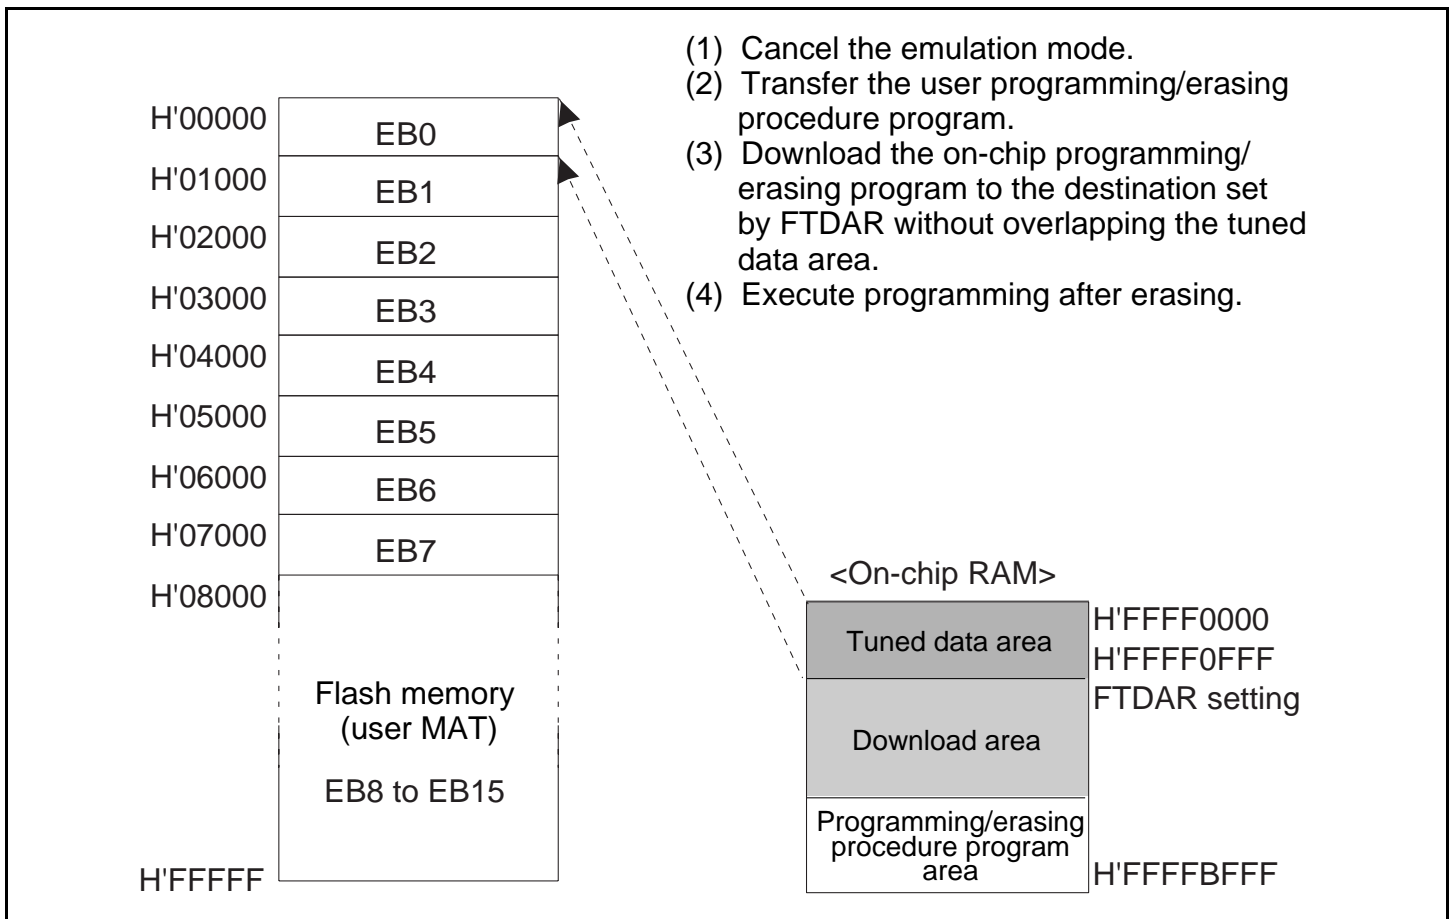 (1) Cancel the emulation mode.
(2) Transfer the user programming/erasing
procedure program.
(3) Download the on-chip programming/
erasing program to the destination set
by FTDAR without overlapping the tuned
data area.
(4) Execute programming after erasing.
H'00000
EB0
H'01000
EB1
H'02000
EB2
H'03000
EB3
H'04000
EB4
H'05000
EB5
H'06000
EB6
H'07000
EB7
H'08000
Flash memory
(user MAT)
EB8 to EB15
H'FFFFF
<On-chip RAM>
Tuned data area
H'FFFF0000
H'FFFF0FFF
FTDAR setting
Download area
Programming/erasing
procedure program
area
H'FFFFBFFF